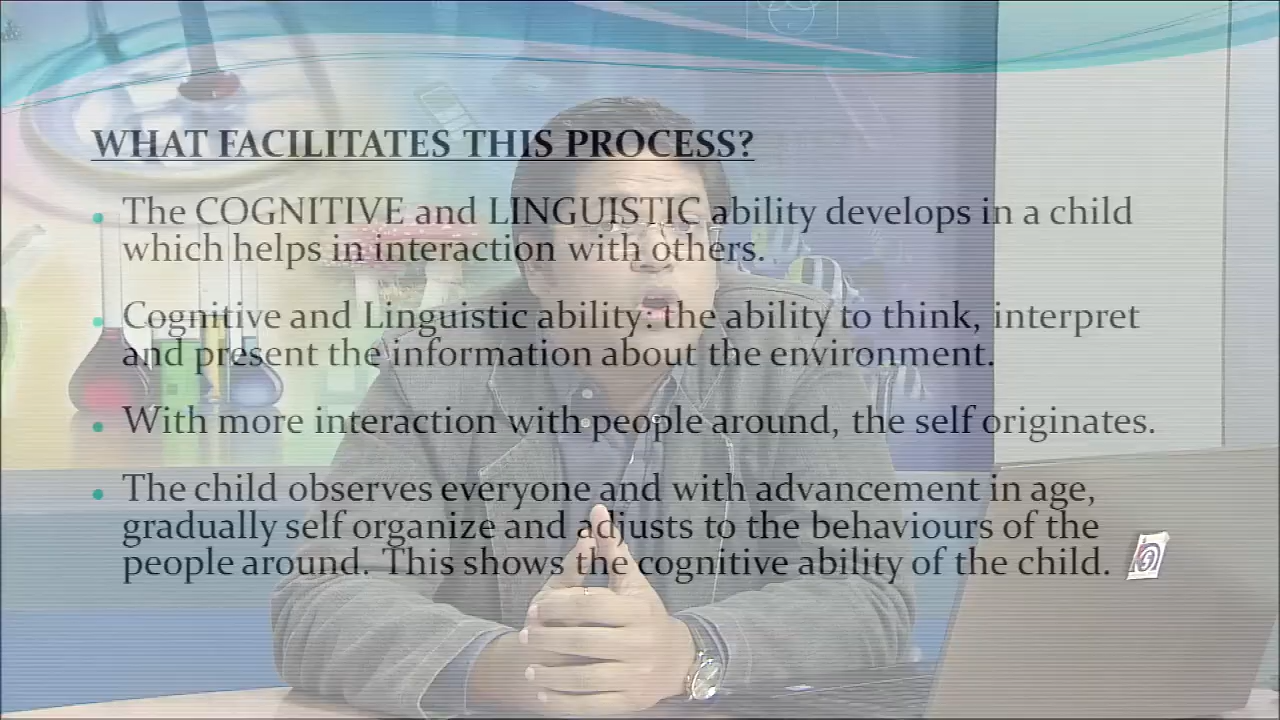 WHAT FACILITATES THIS PROCESS?
The COGNITIVE and LINGUISTIC ability develops in a child
which helps in interaction with others.
Cognitive and Linguistic ability: the ability to think, interpret
and present the information about the environment.
With more interaction with people around, the self originates.
The child observes everyone and with advancement in age,
gradually self organize and adjusts to the behaviours of the
people around. This shows the cognitive ability of the child.